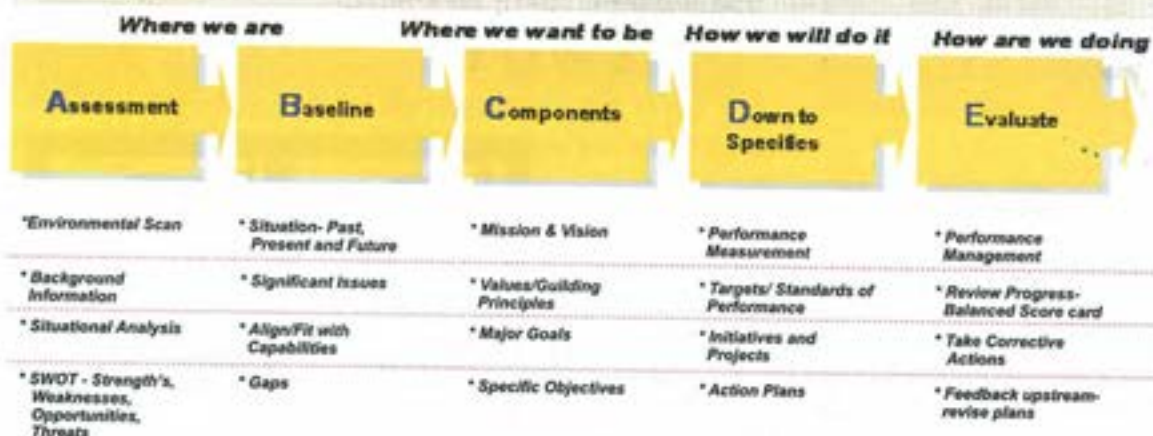 Where we are
Where we want to be
How we will do it
How are we doing
Assessment
Baseline
Components
Down to
Specifics
Evaluate
*Environmental Scan
* Background
Information
* Situational Analysis
* SWOT - Strength's,
Weaknesses,
Opportunities,
Threats
* Situation- Past,
Present and Future
* Significant Issues
* Align/Fit with
Capabilities
* Gaps
* Mission & Vision
* Values/Guilding
Principles
* Major Goals
* Specific Objectives
* Performance
Measurement
* Targets/ Standards of
Performance
* Initiatives and
Projects
* Action Plans
* Performance
Management
* Review Progress-
Balanced Score card
* Take Corrective
Actions
* Feedback upstream-
revise plans